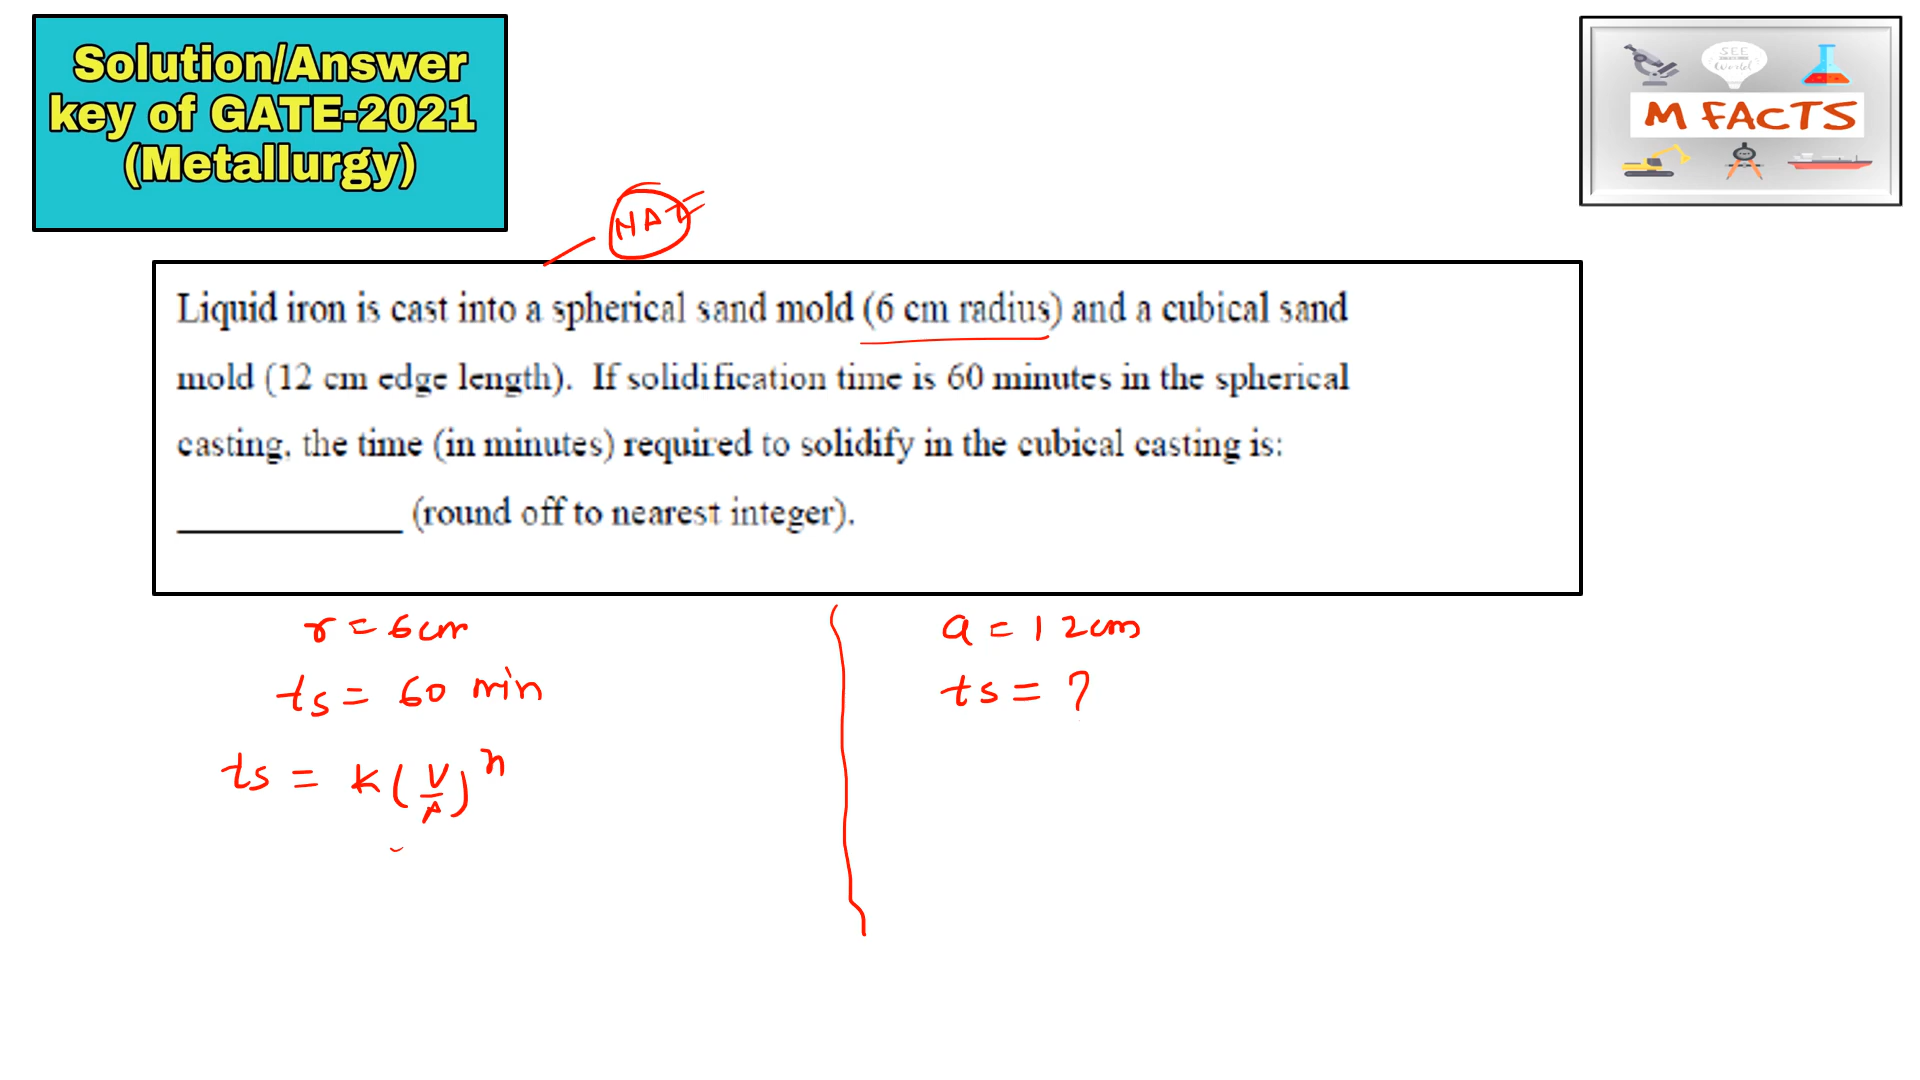 Solution/Answer
key of GATE-2021
(Metallurgy)
SEE
World
M FACTS
NAT
Liquid iron is cast into a spherical sand mold (6 cm radius) and a cubical sand
mold (12 cm edge length). If solidification time is 60 minutes in the spherical
casting, the time (in minutes) required to solidify in the cubical casting is:
____________ (round off to nearest integer).
r = 6cm
ts = 60 min
ts = k(V/A)^n
a = 12cm
ts = ?